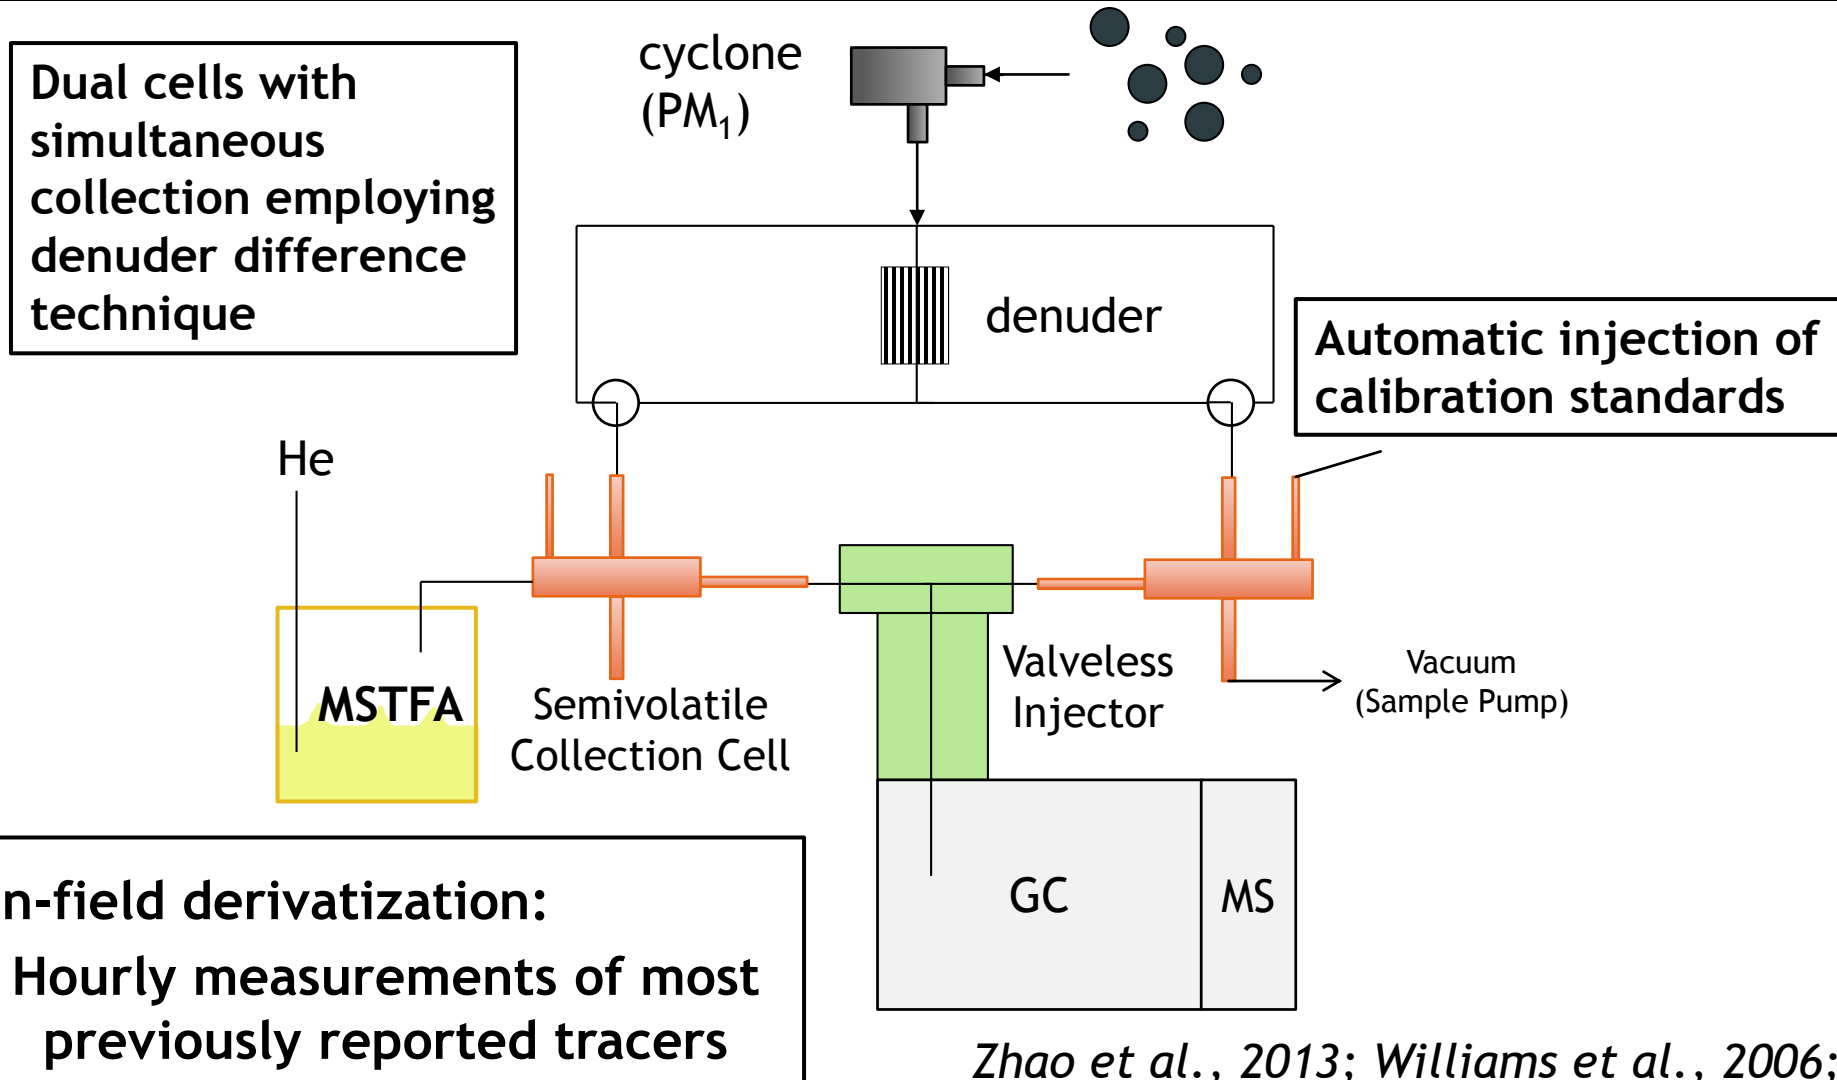 cyclone
(PM₁)
Dual cells with
simultaneous
collection employing
denuder difference
technique
denuder
Automatic injection of
calibration standards
He
MSTFA
Semivolatile
Collection Cell
Valveless
Injector
Vacuum
(Sample Pump)
GC
MS
n-field derivatization:
Hourly measurements of most
previously reported tracers
Zhao et al., 2013; Williams et al., 2006;